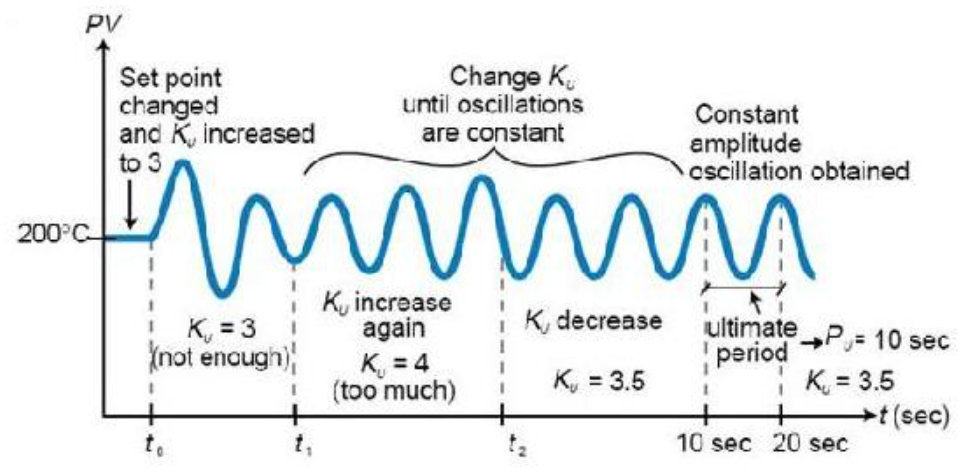 PV
Set point
changed
and Kᵤ increased
to 3
Change Kᵤ
until oscillations
are constant
Constant
amplitude
oscillation obtained
200°C
Kᵤ = 3
(not enough)
Kᵤ increase
again
Kᵤ = 4
(too much)
Kᵤ decrease
Kᵤ = 3.5
ultimate
period
Pᵤ= 10 sec
Kᵤ = 3.5
t (sec)
t₀
t₁
t₂
10 sec
20 sec